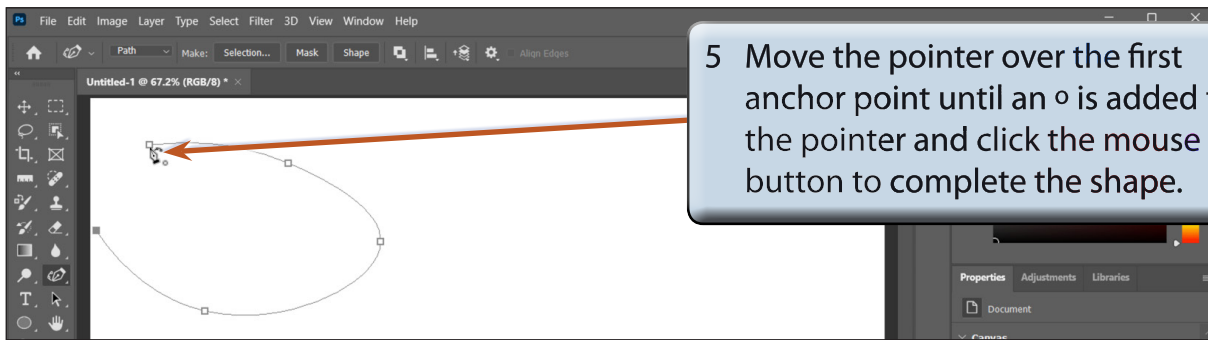 Ps File Edit Image Layer Type Select Filter 3D View Window Help
Path Make: Selection... Mask Shape Align Edges
Untitled-1 @ 67.2% (RGB/8) * ×
5 Move the pointer over the first
anchor point until an o is added
the pointer and click the mouse
button to complete the shape.
T
Properties Adjustments Libraries
Document
Canvas